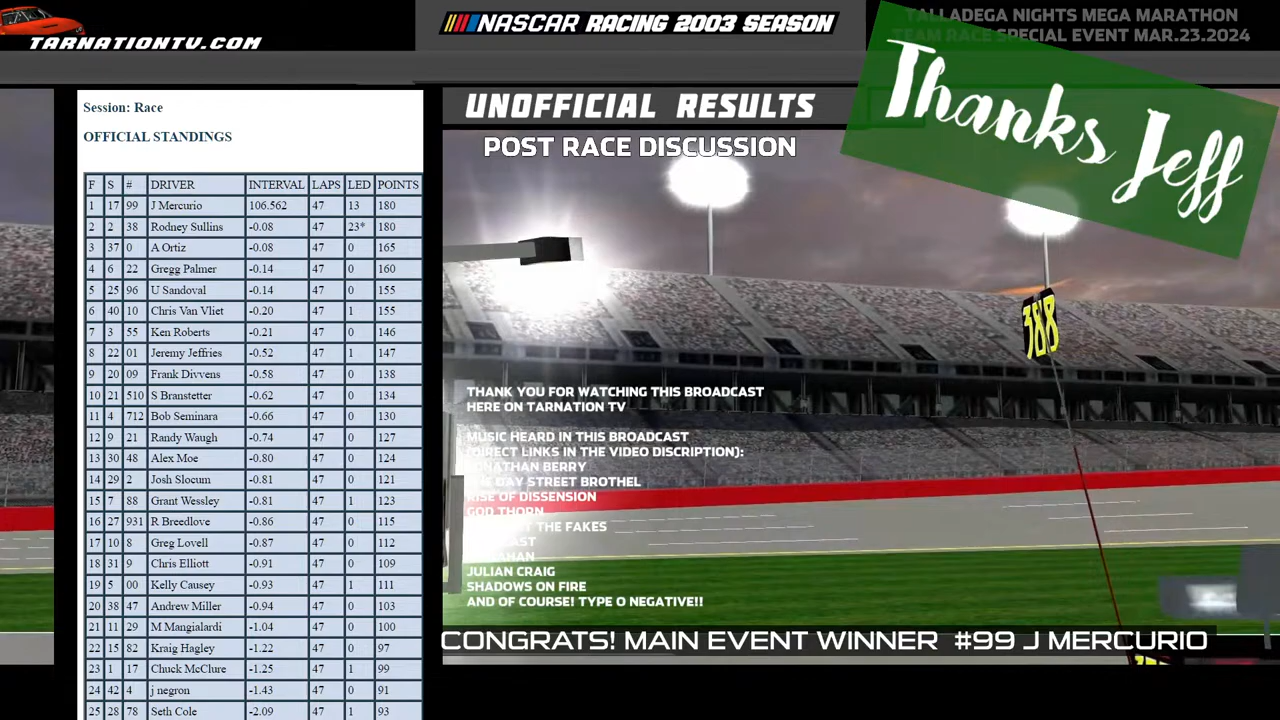 TARNATIONTV.COM
NASCAR RACING 2003 SEASON
TALLADEGA NIGHTS MEGA MARATHON
TEAM RACE SPECIAL EVENT MAR.23.2024
Thanks Jeff
Session: Race
OFFICIAL STANDINGS
F S # DRIVER INTERVAL LAPS LED POINTS
1 17 99 J Mercurio 106.562 47 13 180
2 2 38 Rodney Sullins -0.08 47 23* 180
3 37 0 A Ortiz -0.08 47 0 165
4 6 22 Gregg Palmer -0.14 47 0 160
5 25 96 U Sandoval -0.14 47 0 155
6 40 10 Chris Van Vliet -0.20 47 1 155
7 3 55 Ken Roberts -0.21 47 0 146
8 22 01 Jeremy Jeffries -0.52 47 1 147
9 20 09 Frank Divvens -0.58 47 0 138
10 21 510 S Branstetter -0.62 47 0 134
11 4 712 Bob Seminara -0.66 47 0 130
12 9 21 Randy Waugh -0.74 47 0 127
13 30 48 Alex Moe -0.80 47 0 124
14 29 2 Josh Slocum -0.81 47 0 121
15 7 88 Grant Wessley -0.81 47 1 123
16 27 931 R Breedlove -0.86 47 0 115
17 10 8 Greg Lovell -0.87 47 0 112
18 31 9 Chris Elliott -0.91 47 0 109
19 5 00 Kelly Causey -0.93 47 1 111
20 38 47 Andrew Miller -0.94 47 0 103
21 11 29 M Mangialardi -1.04 47 0 100
22 15 82 Kraig Hagley -1.22 47 0 97
23 1 17 Chuck McClure -1.25 47 1 99
24 42 4 j negron -1.43 47 0 91
25 28 78 Seth Cole -2.09 47 1 93
UNOFFICIAL RESULTS
POST RACE DISCUSSION
388
THANK YOU FOR WATCHING THIS BROADCAST
HERE ON TARNATION TV
MUSIC HEARD IN THIS BROADCAST
(DIRECT LINKS IN THE VIDEO DISCRIPTION):
JONATHAN BERRY
DAY STREET BROTHEL
RISE OF DISSENSION
GOD THORN
THE FAKES
JULIAN CRAIG
SHADOWS ON FIRE
AND OF COURSE! TYPE O NEGATIVE!!
CONGRATS! MAIN EVENT WINNER #99 J MERCURIO